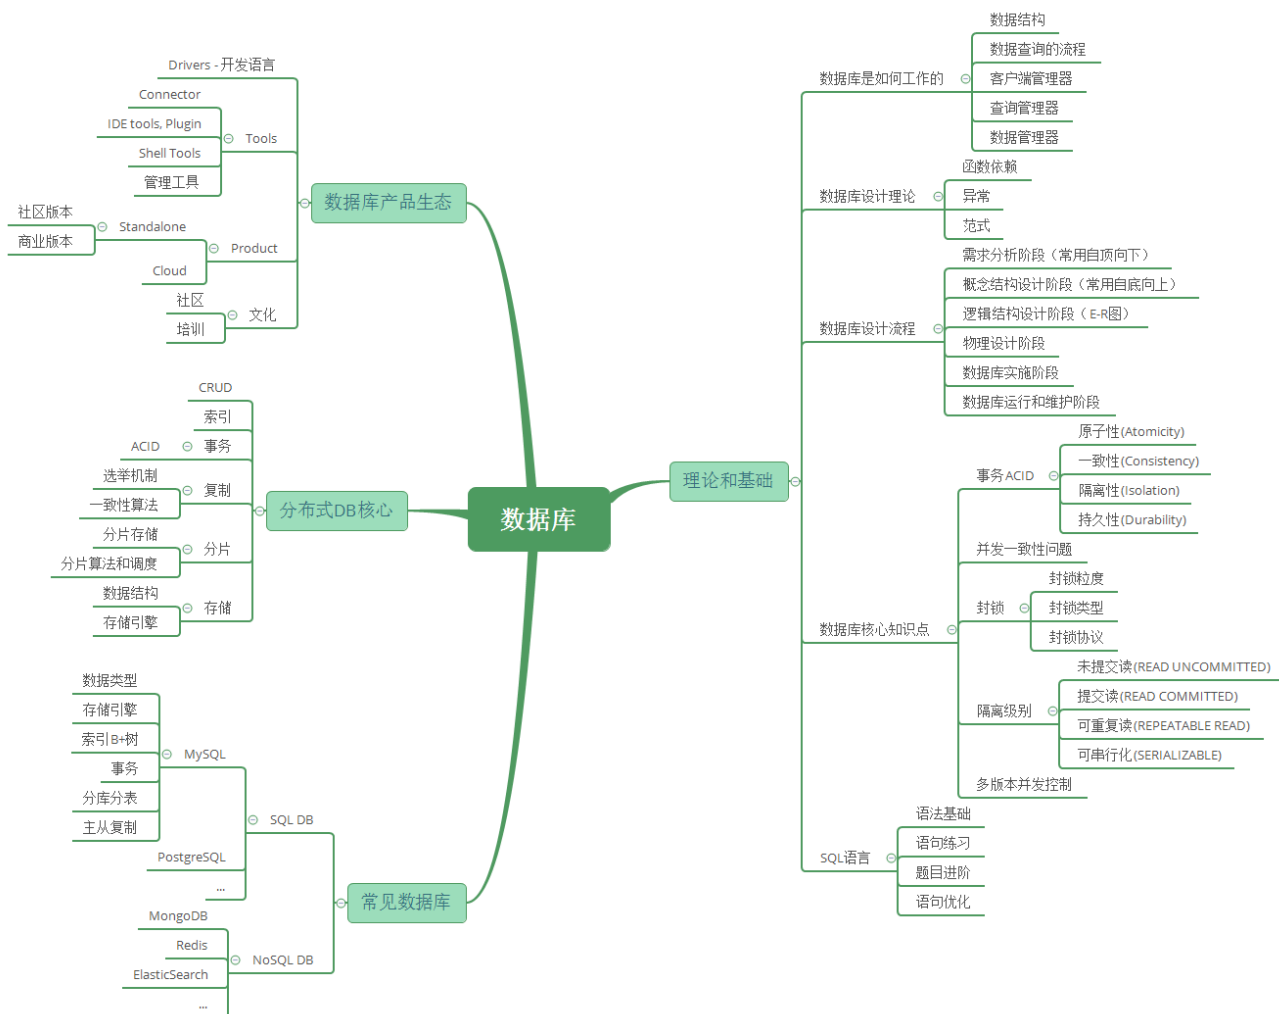 数据库
理论和基础
数据库是如何工作的
数据结构
数据查询的流程
客户端管理器
查询管理器
数据管理器
数据库设计理论
函数依赖
异常
范式
数据库设计流程
需求分析阶段（常用自顶向下）
概念结构设计阶段（常用自底向上）
逻辑结构设计阶段（E-R图）
物理设计阶段
数据库实施阶段
数据库运行和维护阶段
数据库核心知识点
事务ACID
原子性(Atomicity)
一致性(Consistency)
隔离性(Isolation)
持久性(Durability)
并发一致性问题
封锁
封锁粒度
封锁类型
封锁协议
隔离级别
未提交读(READ UNCOMMITTED)
提交读(READ COMMITTED)
可重复读(REPEATABLE READ)
可串行化(SERIALIZABLE)
多版本并发控制
SQL语言
语法基础
语句练习
题目进阶
语句优化
数据库产品生态
Drivers - 开发语言
Tools
Connector
IDE tools, Plugin
Shell Tools
管理工具
Product
Standalone
社区版本
商业版本
Cloud
文化
社区
培训
分布式DB核心
CRUD
索引
事务
ACID
复制
选举机制
一致性算法
分片
分片存储
分片算法和调度
存储
数据结构
存储引擎
常见数据库
SQL DB
MySQL
数据类型
存储引擎
索引B+树
事务
分库分表
主从复制
PostgreSQL
...
NoSQL DB
MongoDB
Redis
ElasticSearch
...